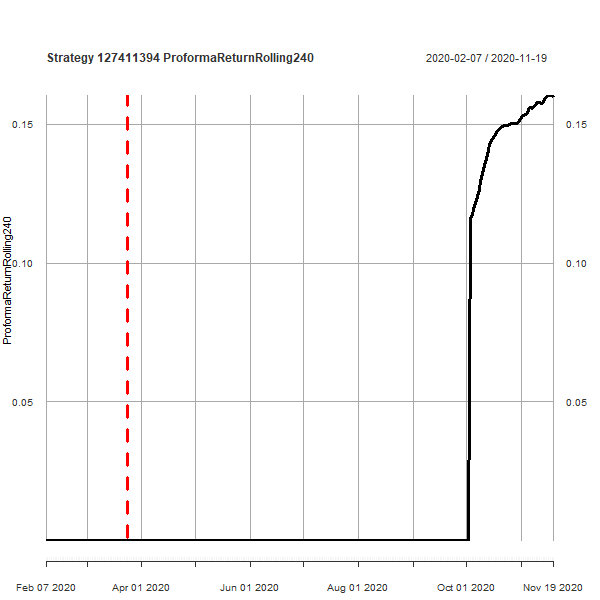 Strategy 127411394 ProformaReturnRolling240
2020-02-07 / 2020-11-19
0.15
0.15
0.10
0.10
0.05
0.05
ProformaReturnRolling240
Feb 07 2020
Apr 01 2020
Jun 01 2020
Aug 01 2020
Oct 01 2020
Nov 19 2020